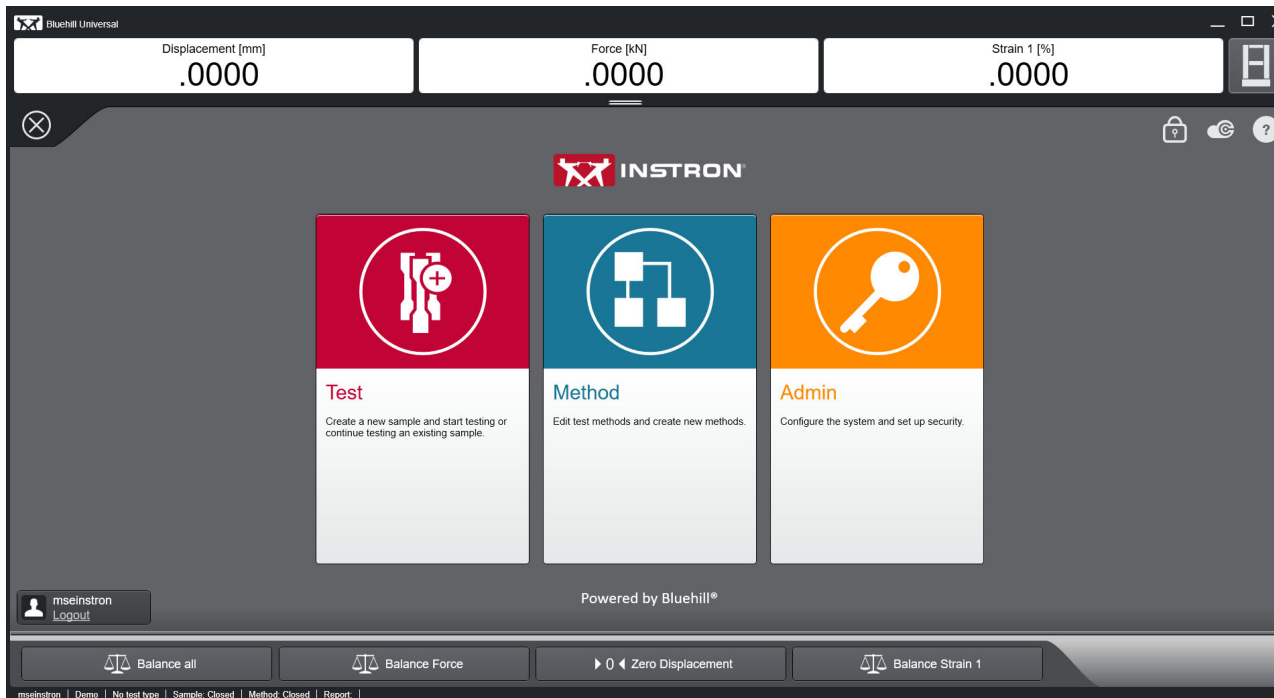 Bluehill Universal
Displacement [mm]
.0000
Force [kN]
.0000
Strain 1 [%]
.0000
?
INSTRON®
Test
Create a new sample and start testing or
continue testing an existing sample.
Method
Edit test methods and create new methods.
Admin
Configure the system and set up security.
mseinstron
Logout
Powered by Bluehill®
Balance all
Balance Force
0 Zero Displacement
Balance Strain 1
mseinstron | Demo | No test type | Sample: Closed | Method: Closed | Report: |